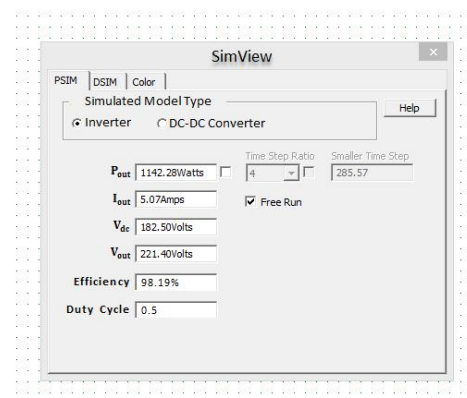 SimView
PSIM DSIM Color
Simulated Model Type
Inverter DC-DC Converter
Help
Time Step Ratio Smaller Time Step
Pout 1142.28Watts 4 285.57
Iout 5.07Amps Free Run
Vdc 182.50Volts
Vout 221.40Volts
Efficiency 98.19%
Duty Cycle 0.5